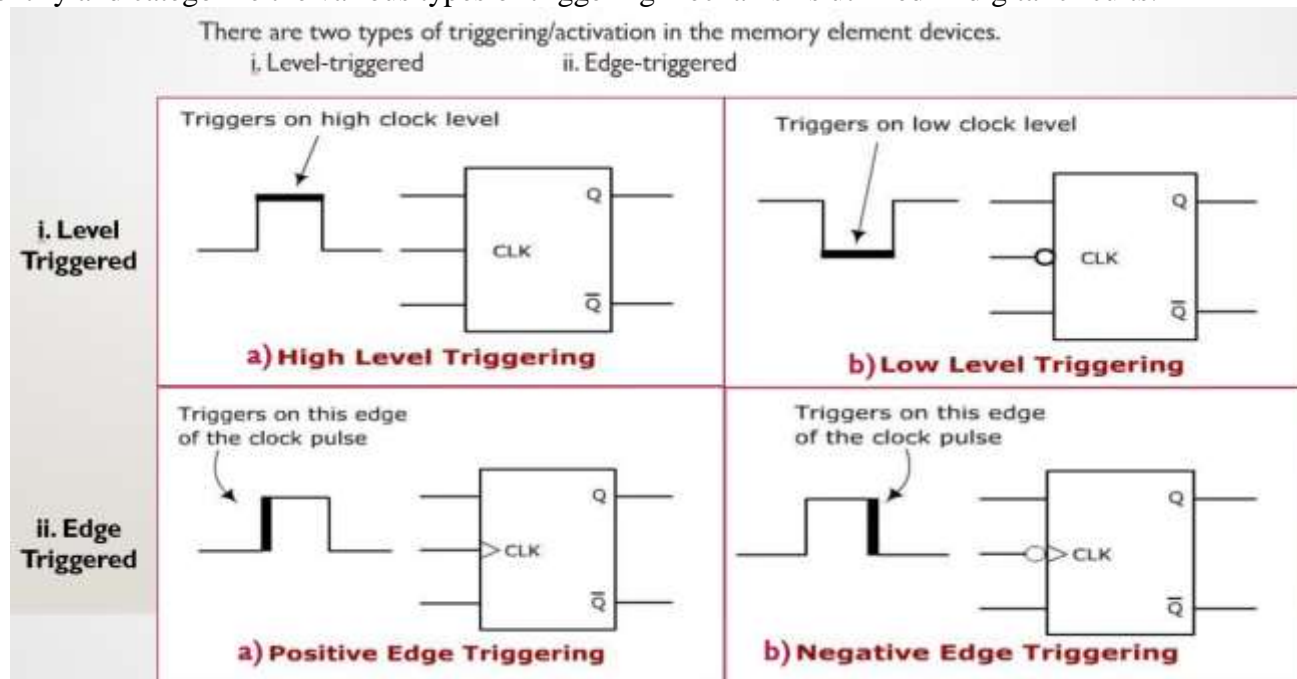 There are two types of triggering/activation in the memory element devices.
i. Level-triggered ii. Edge-triggered
i. Level
Triggered
Triggers on high clock level
Q
CLK
Q̅
a) High Level Triggering
Triggers on low clock level
Q
CLK
Q̅
b) Low Level Triggering
ii. Edge
Triggered
Triggers on this edge
of the clock pulse
Q
CLK
Q̅
a) Positive Edge Triggering
Triggers on this edge
of the clock pulse
Q
CLK
Q̅
b) Negative Edge Triggering